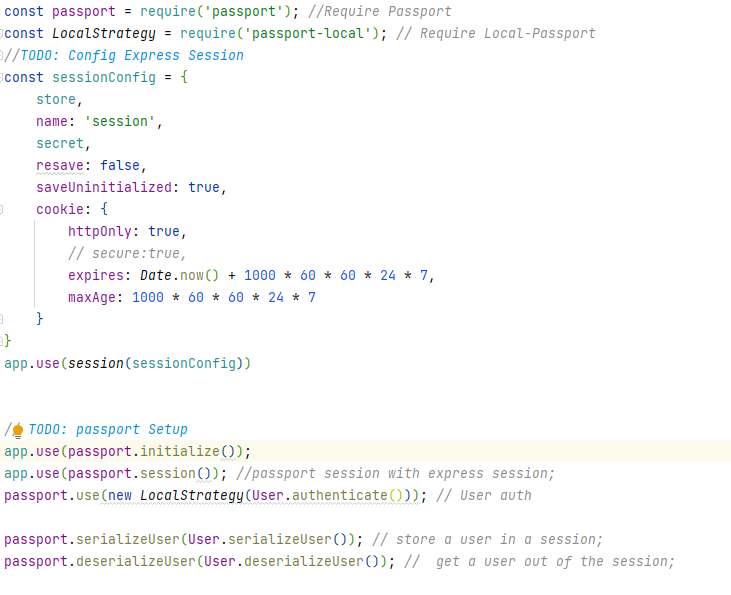 const passport = require('passport'); //Require Passport
const LocalStrategy = require('passport-local'); // Require Local-Passport
//TODO: Config Express Session
const sessionConfig = {
    store,
    name: 'session',
    secret,
    resave: false,
    saveUninitialized: true,
    cookie: {
        httpOnly: true,
        // secure:true,
        expires: Date.now() + 1000 * 60 * 60 * 24 * 7,
        maxAge: 1000 * 60 * 60 * 24 * 7
    }
}
app.use(session(sessionConfig))
// TODO: passport Setup
app.use(passport.initialize());
app.use(passport.session()); //passport session with express session;
passport.use(new LocalStrategy(User.authenticate())); // User auth
passport.serializeUser(User.serializeUser()); // store a user in a session;
passport.deserializeUser(User.deserializeUser()); //  get a user out of the session;